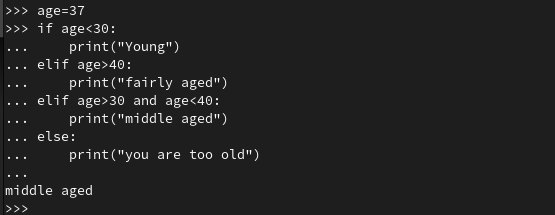 >>> age=37
>>> if age<30:
...     print("Young")
... elif age>40:
...     print("fairly aged")
... elif age>30 and age<40:
...     print("middle aged")
... else:
...     print("you are too old")
...
middle aged
>>>